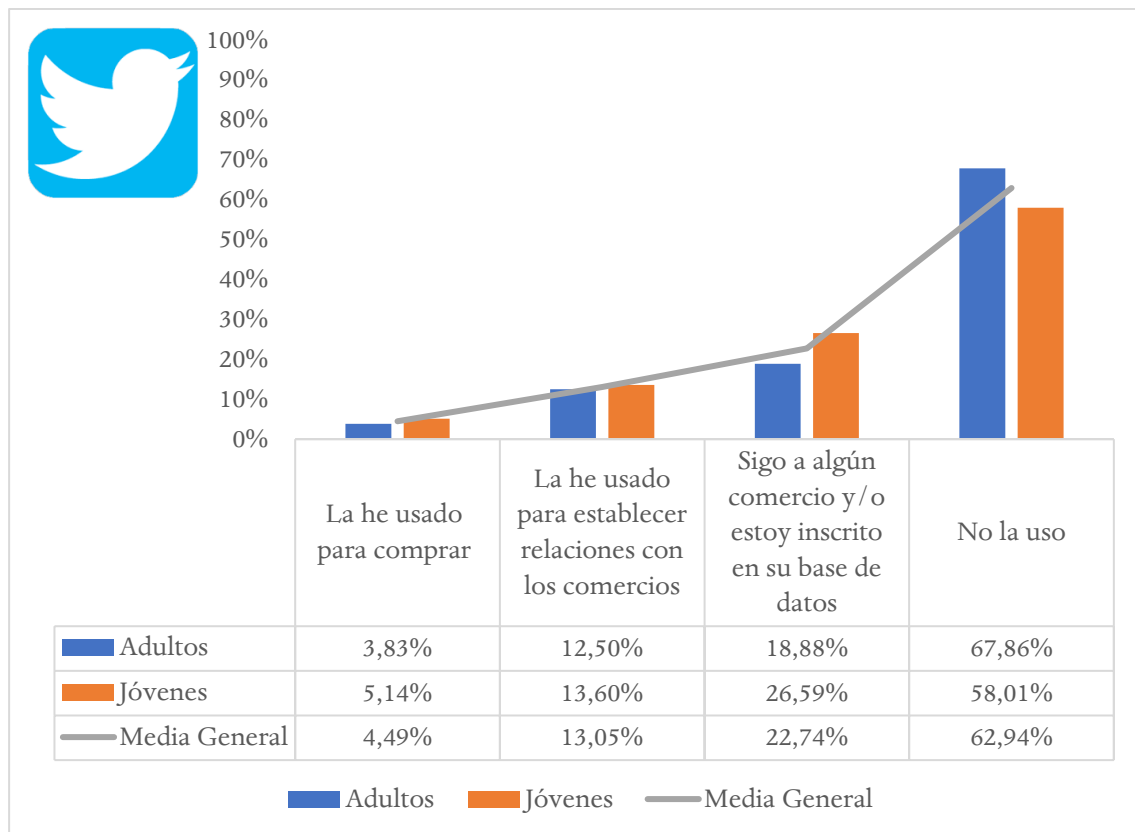 100%
90%
80%
70%
60%
50%
40%
30%
20%
10%
0%
La he usado
para comprar
La he usado
para establecer
relaciones con
los comercios
Sigo a algún
comercio y/o
estoy inscrito
en su base de
datos
No la uso
Adultos 3,83% 12,50% 18,88% 67,86%
Jóvenes 5,14% 13,60% 26,59% 58,01%
Media General 4,49% 13,05% 22,74% 62,94%
Adultos Jóvenes Media General